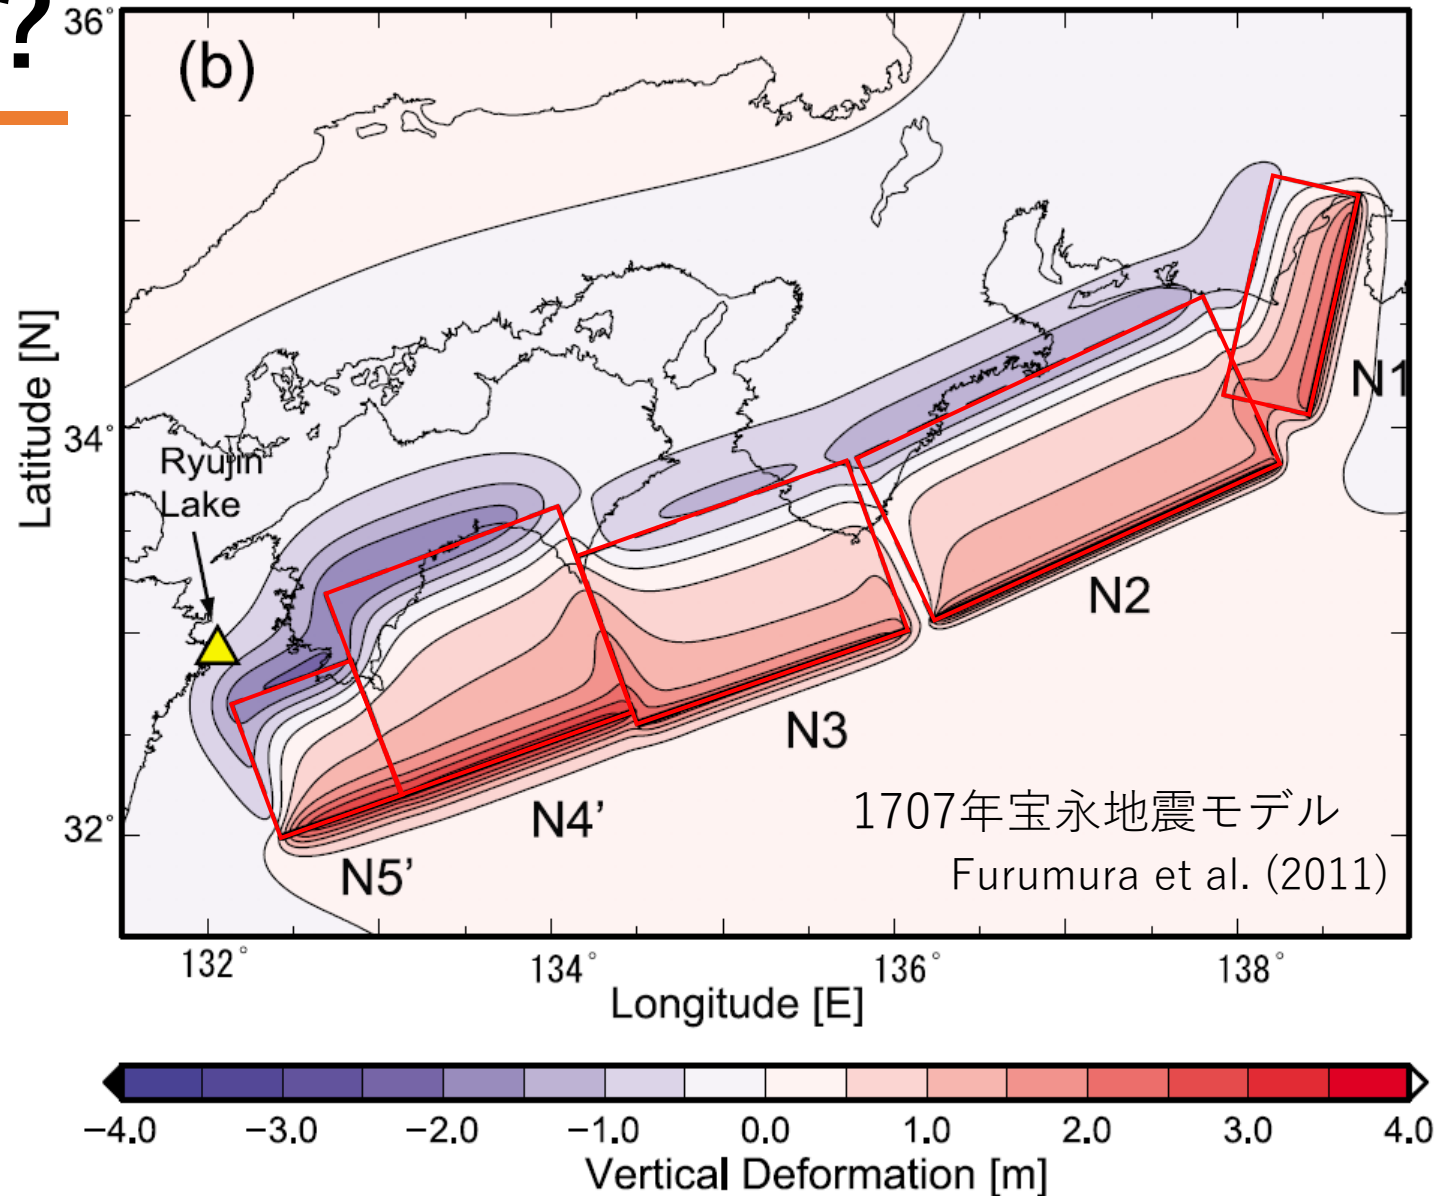 ?
(b)
36°
34°
32°
Latitude [N]
Ryujin
Lake
N1
N2
N3
N4’
N5’
1707年宝永地震モデル
Furumura et al. (2011)
132° 134° 136° 138°
Longitude [E]
−4.0 −3.0 −2.0 −1.0 0.0 1.0 2.0 3.0 4.0
Vertical Deformation [m]